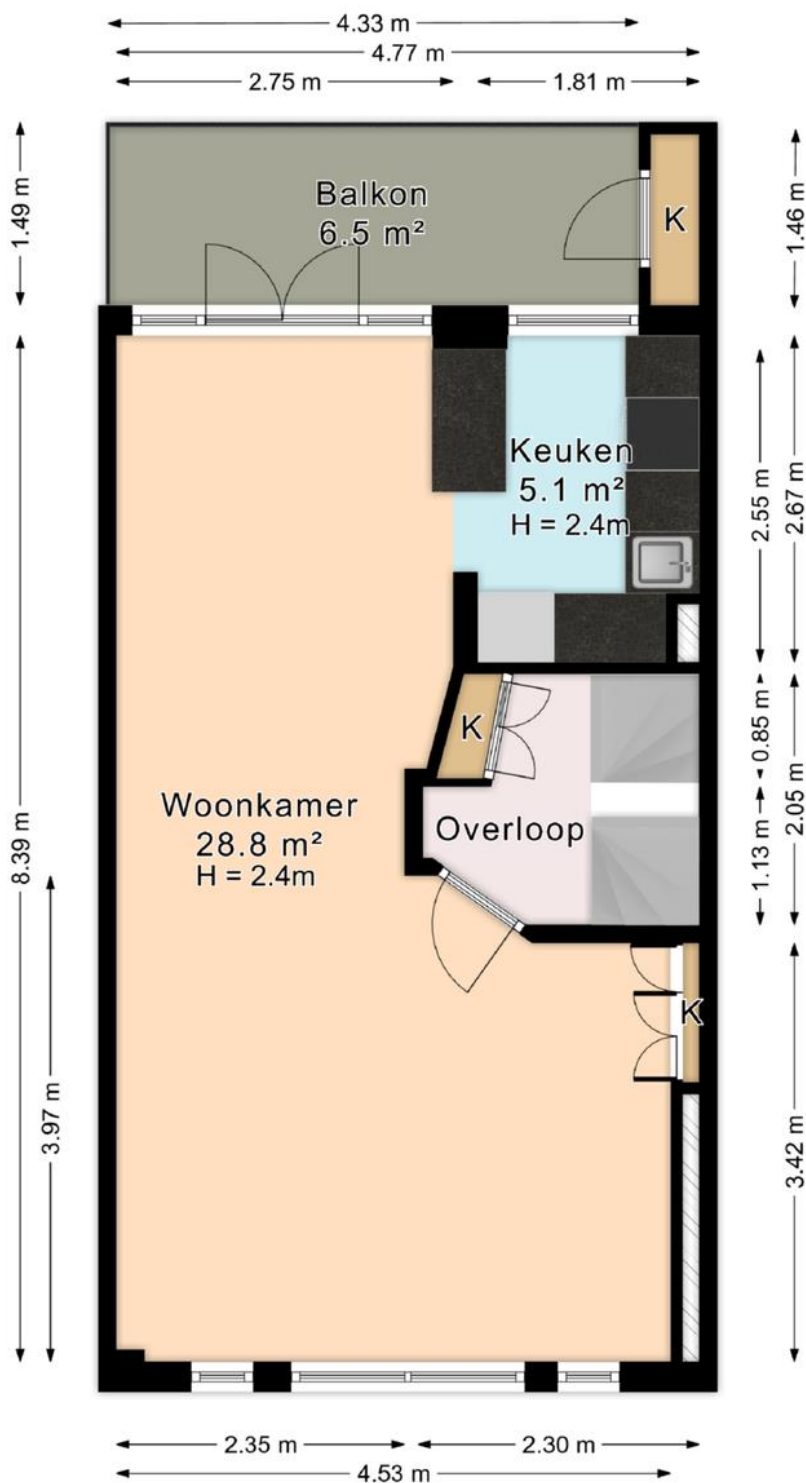 4.33 m
4.77 m
2.75 m
1.81 m
1.49 m
1.46 m
Balkon
6.5 m²
K
Keuken
5.1 m²
H = 2.4m
2.55 m
2.67 m
K
0.85 m
2.05 m
Woonkamer
28.8 m²
H = 2.4m
Overloop
1.13 m
8.39 m
K
3.97 m
3.42 m
2.35 m
2.30 m
4.53 m